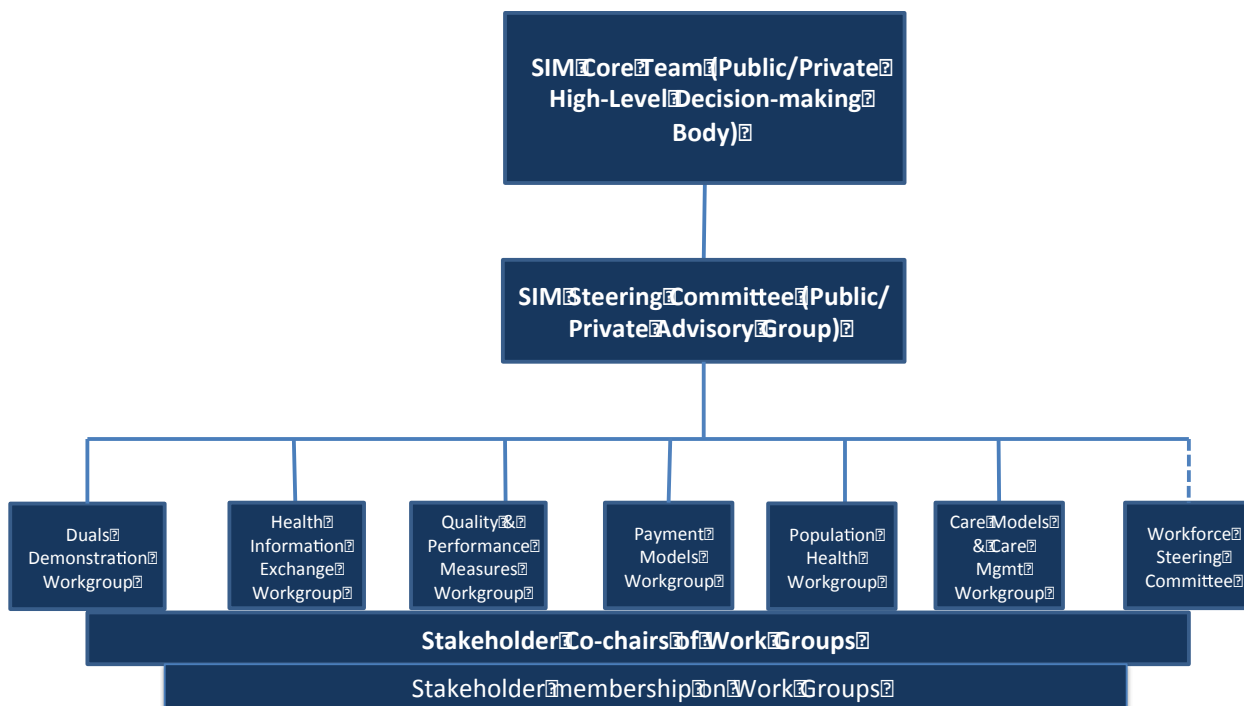 SIM Core Team (Public/Private
High-Level Decision-making
Body)
SIM Steering Committee (Public/
Private Advisory Group)
Duals
Demonstration
Workgroup
Health
Information
Exchange
Workgroup
Quality &
Performance
Measures
Workgroup
Payment
Models
Workgroup
Population
Health
Workgroup
Care Models
& Care
Mgmt
Workgroup
Workforce
Steering
Committee
Stakeholder Co-chairs of Work Groups
Stakeholder membership on Work Groups